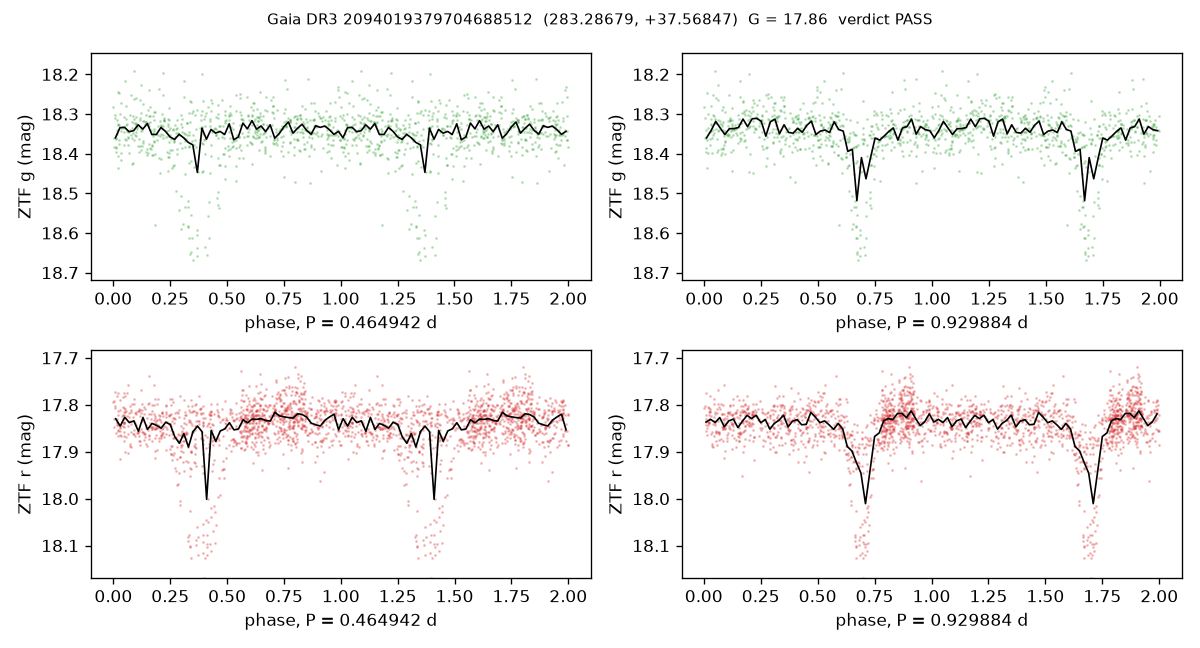 Gaia DR3 2094019379704688512 (283.28679, +37.56847) G = 17.86 verdict PASS
ZTF g (mag)
18.2
18.3
18.4
18.5
18.6
18.7
0.00 0.25 0.50 0.75 1.00 1.25 1.50 1.75 2.00
phase, P = 0.464942 d
ZTF g (mag)
18.2
18.3
18.4
18.5
18.6
18.7
0.00 0.25 0.50 0.75 1.00 1.25 1.50 1.75 2.00
phase, P = 0.929884 d
ZTF r (mag)
17.7
17.8
17.9
18.0
18.1
0.00 0.25 0.50 0.75 1.00 1.25 1.50 1.75 2.00
phase, P = 0.464942 d
ZTF r (mag)
17.7
17.8
17.9
18.0
18.1
0.00 0.25 0.50 0.75 1.00 1.25 1.50 1.75 2.00
phase, P = 0.929884 d